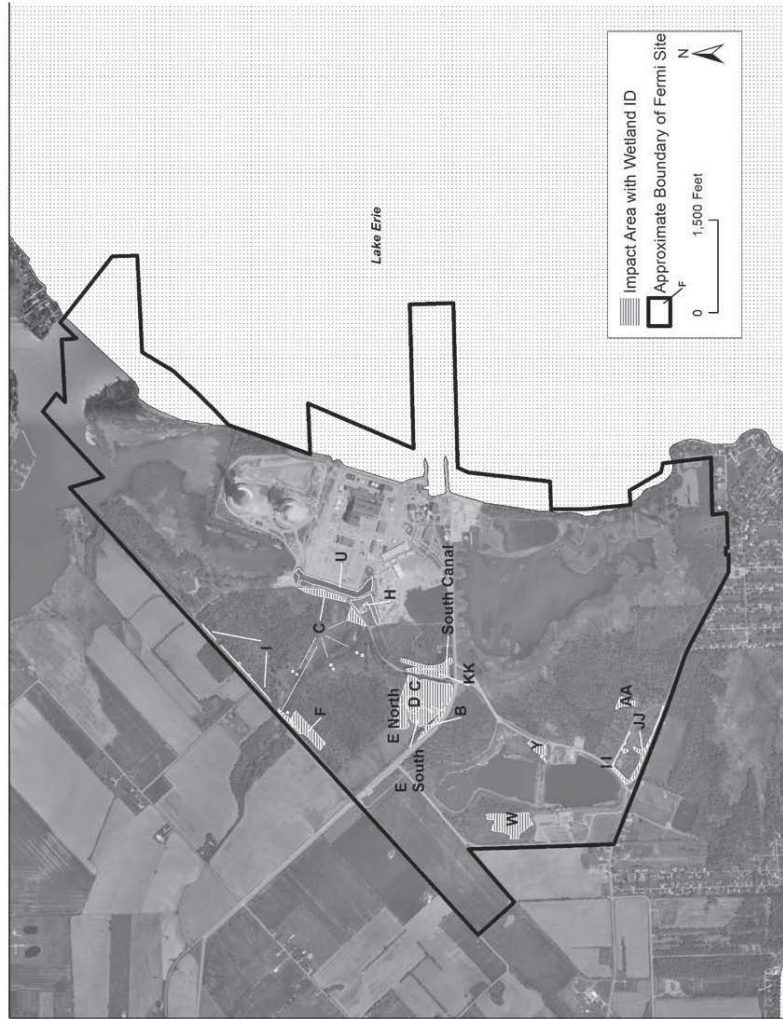 Lake Erie
I
C
U
F
H
E North
D C
South Canal
E
South
B
KK
Y
AA
II
JJ
W
Impact Area with Wetland ID
Approximate Boundary of Fermi Site
F
0 1,500 Feet
N